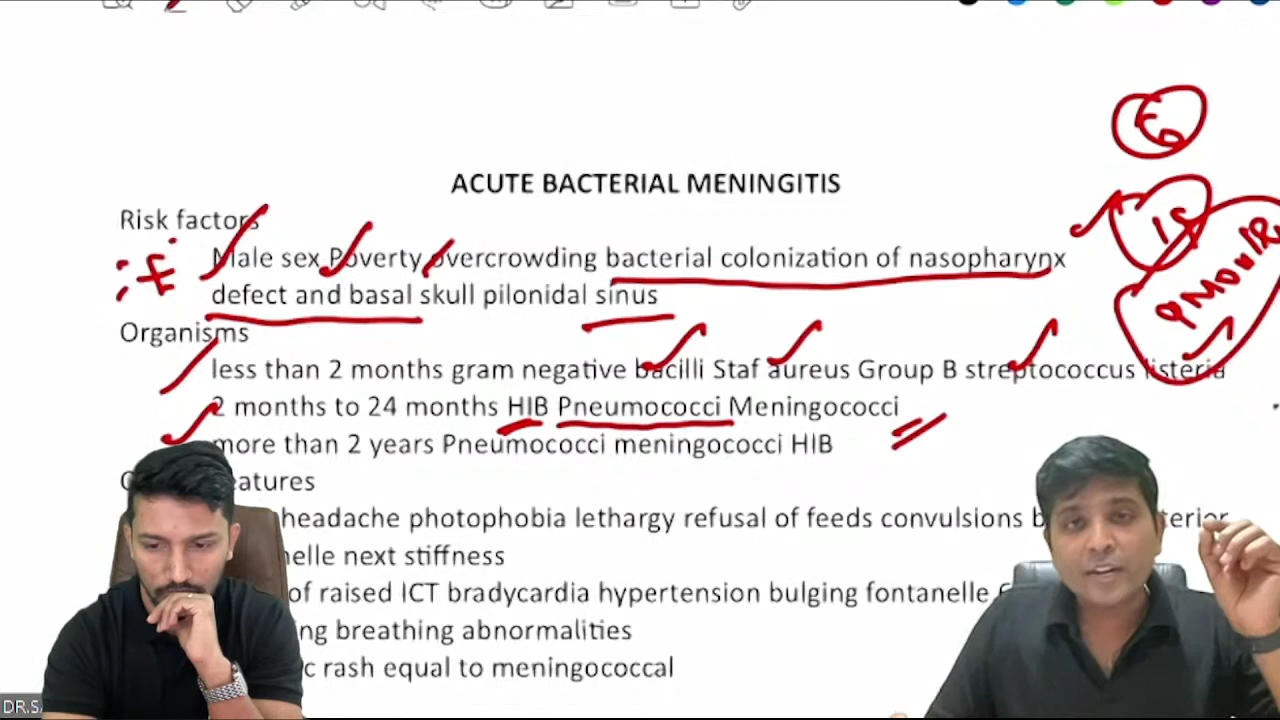 ACUTE BACTERIAL MENINGITIS
Risk factors
Male sex Poverty overcrowding bacterial colonization of nasopharynx
defect and basal skull pilonidal sinus
Organisms
less than 2 months gram negative bacilli Staf aureus Group B streptococcus listeria
2 months to 24 months HIB Pneumococci Meningococci
more than 2 years Pneumococci meningococci HIB
eatures
headache photophobia lethargy refusal of feeds convulsions b terior
elle next stiffness
of raised ICT bradycardia hypertension bulging fontanelle
ng breathing abnormalities
c rash equal to meningococcal
DR.S